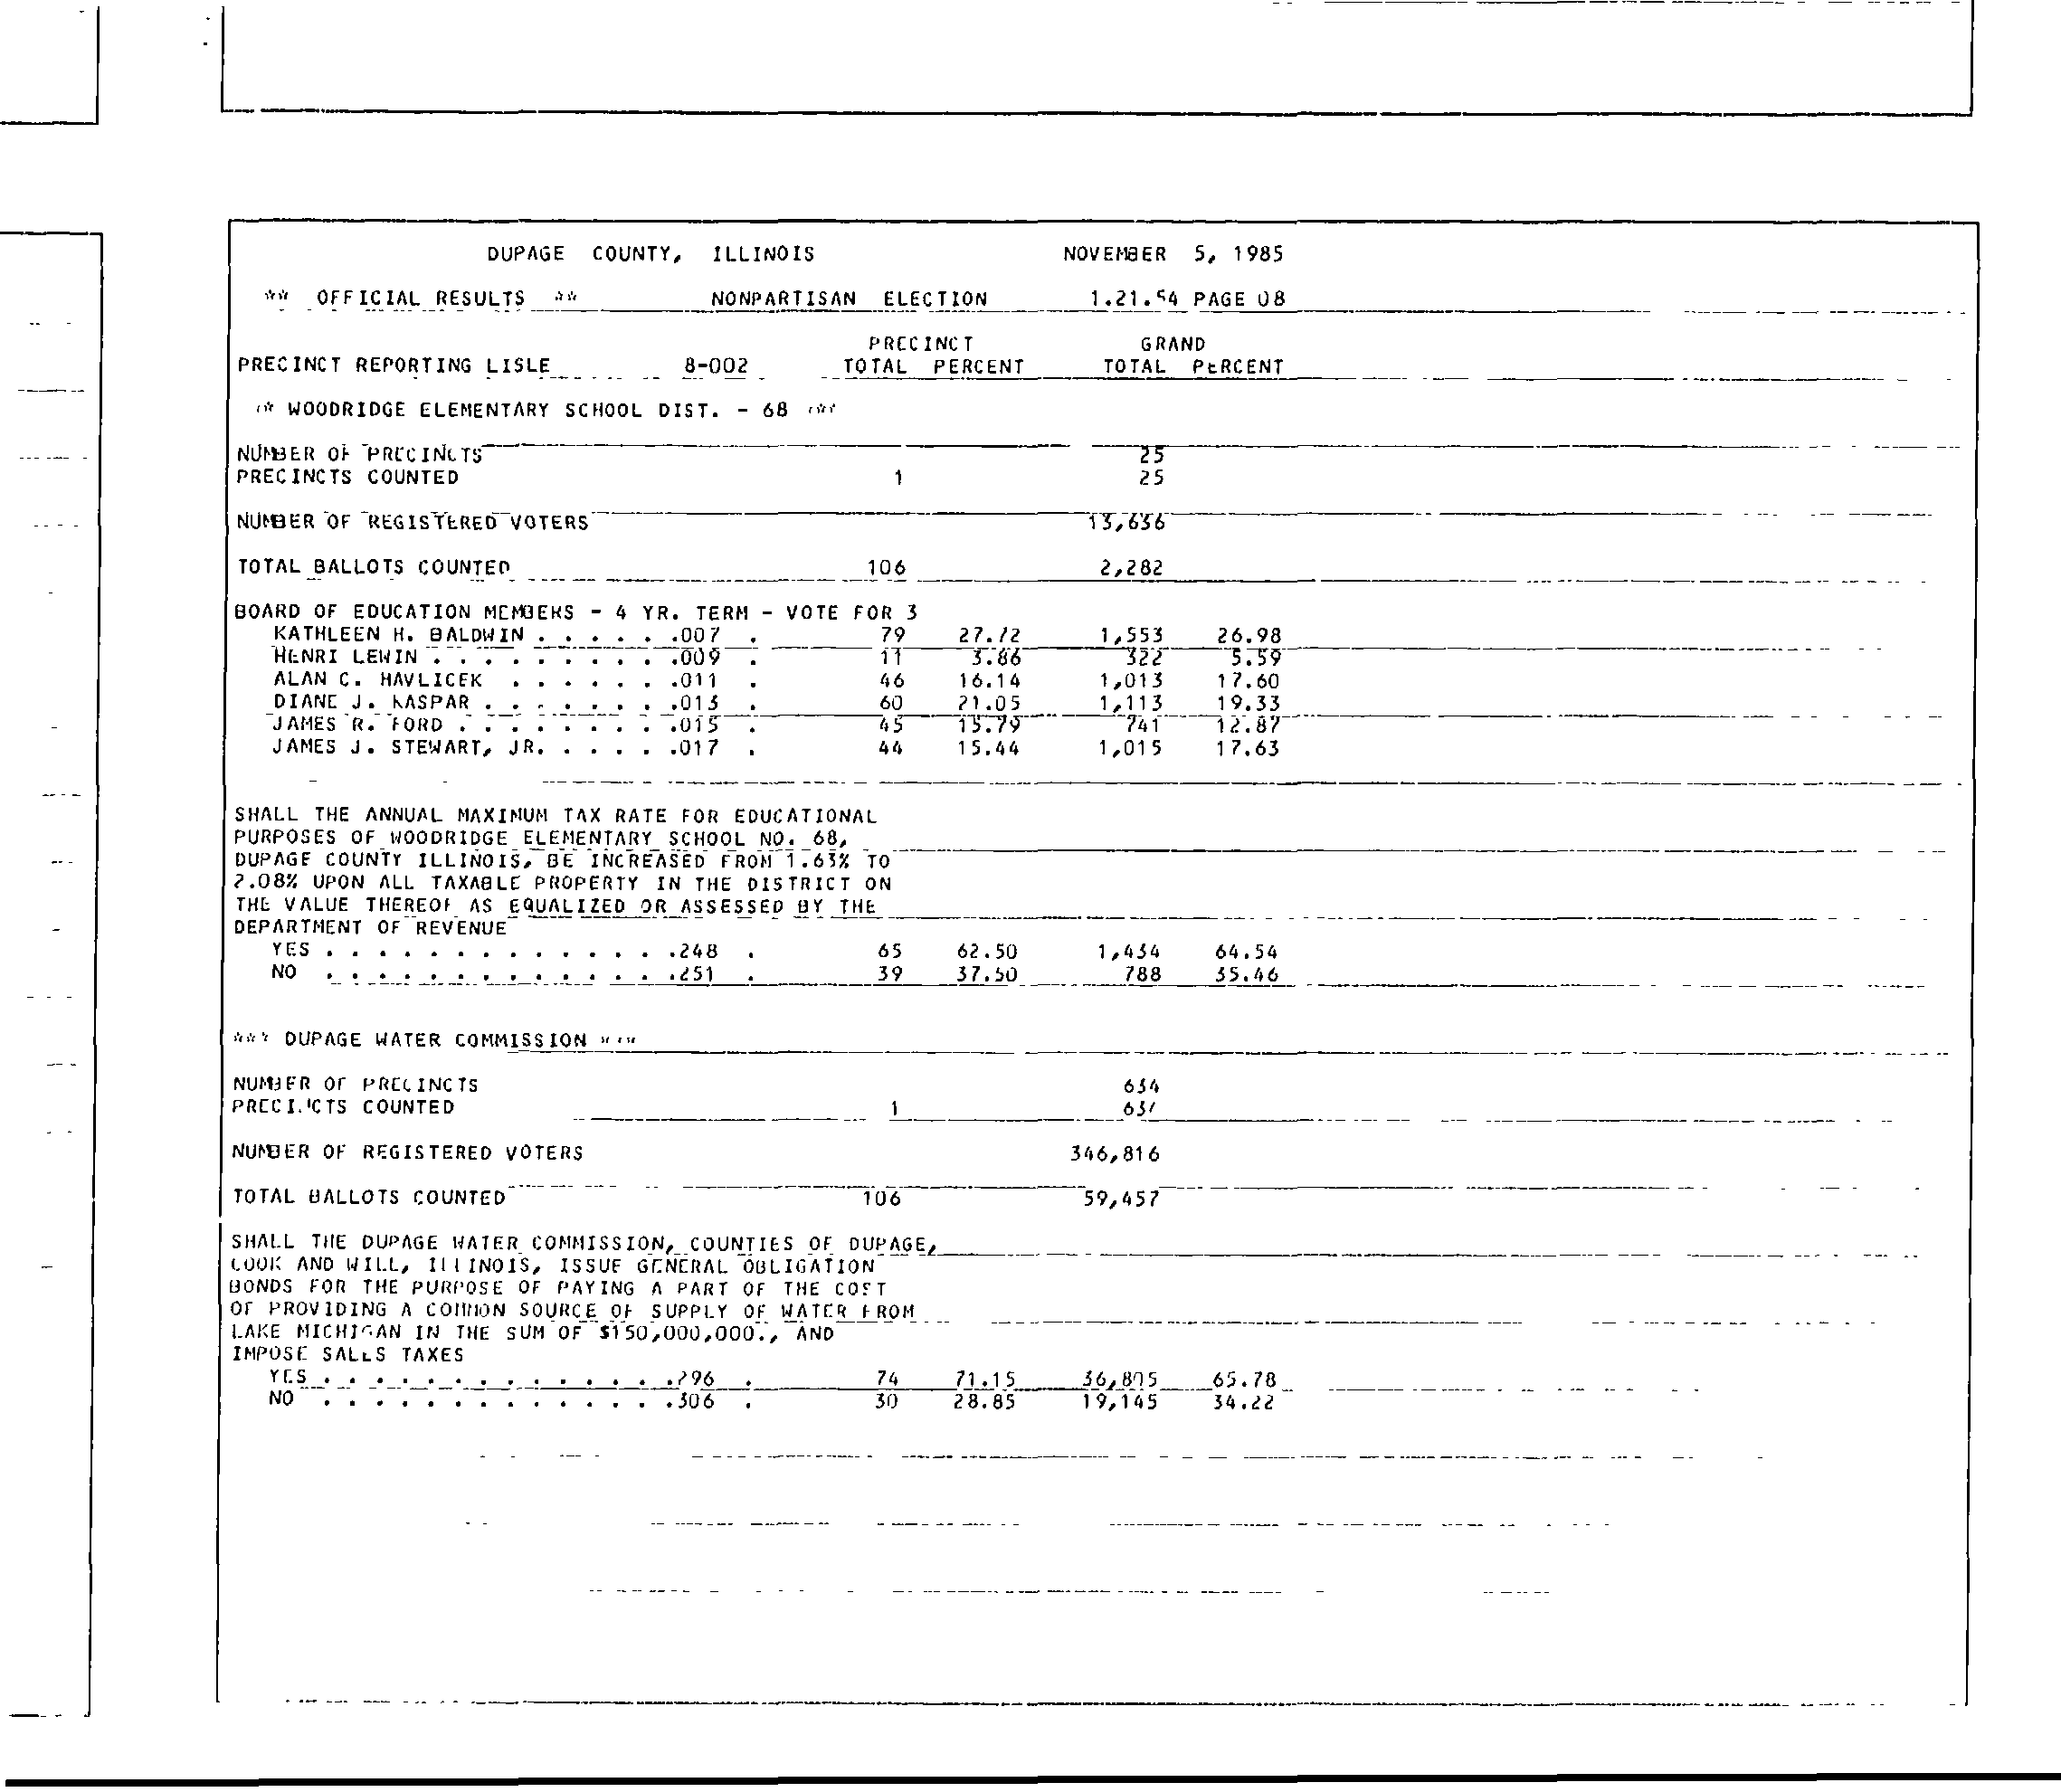 DUPAGE COUNTY, ILLINOIS NOVEMBER 5, 1985
** OFFICIAL RESULTS ** NONPARTISAN ELECTION 1.21.54 PAGE 08
PRECINCT GRAND
PRECINCT REPORTING LISLE 8-002 TOTAL PERCENT TOTAL PERCENT
WOODRIDGE ELEMENTARY SCHOOL DIST. - 68
NUMBER OF PRECINCTS 25
PRECINCTS COUNTED 1 25
NUMBER OF REGISTERED VOTERS 13,636
TOTAL BALLOTS COUNTED 106 2,282
BOARD OF EDUCATION MEMBERS - 4 YR. TERM - VOTE FOR 3
KATHLEEN H. BALDWIN . . . . . .007 . 79 27.72 1,553 26.98
HENRI LEWIN . . . . . . . . . .009 . 11 3.86 322 5.59
ALAN C. HAVLICEK . . . . . . .011 . 46 16.14 1,013 17.60
DIANE J. KASPAR . . . . . . . .013 . 60 21.05 1,113 19.33
JAMES R. FORD . . . . . . . . .015 . 45 15.79 741 12.87
JAMES J. STEWART, JR. . . . . .017 . 44 15.44 1,015 17.63
SHALL THE ANNUAL MAXIMUM TAX RATE FOR EDUCATIONAL
PURPOSES OF WOODRIDGE ELEMENTARY SCHOOL NO. 68,
DUPAGE COUNTY ILLINOIS, BE INCREASED FROM 1.63% TO
2.08% UPON ALL TAXABLE PROPERTY IN THE DISTRICT ON
THE VALUE THEREOF AS EQUALIZED OR ASSESSED BY THE
DEPARTMENT OF REVENUE
YES . . . . . . . . . . . . . .248 . 65 62.50 1,434 64.54
NO . . . . . . . . . . . . . .251 . 39 37.50 788 35.46
*** DUPAGE WATER COMMISSION ***
NUMBER OF PRECINCTS 634
PRECINCTS COUNTED 1 634
NUMBER OF REGISTERED VOTERS 346,816
TOTAL BALLOTS COUNTED 106 59,457
SHALL THE DUPAGE WATER COMMISSION, COUNTIES OF DUPAGE,
COOK AND WILL, ILLINOIS, ISSUE GENERAL OBLIGATION
BONDS FOR THE PURPOSE OF PAYING A PART OF THE COST
OF PROVIDING A COMMON SOURCE OF SUPPLY OF WATER FROM
LAKE MICHIGAN IN THE SUM OF $150,000,000., AND
IMPOSE SALES TAXES
YES . . . . . . . . . . . . . .296 . 74 71.15 36,805 65.78
NO . . . . . . . . . . . . . .306 . 30 28.85 19,145 34.22